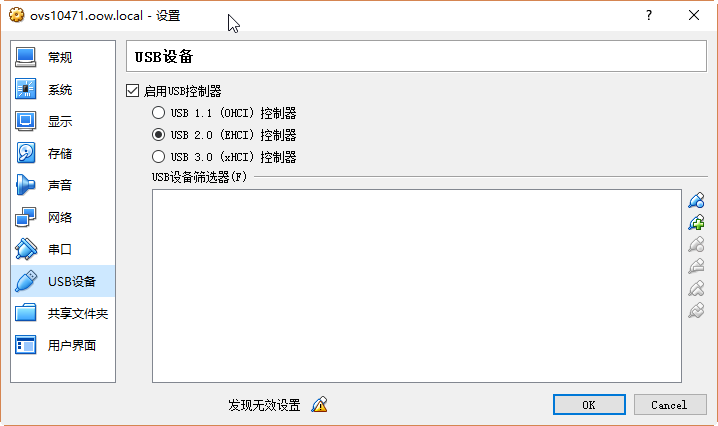 ovs10471.oow.local - 设置
常规
系统
显示
存储
声音
网络
串口
USB设备
共享文件夹
用户界面
USB设备
启用USB控制器
USB 1.1 (OHCI) 控制器
USB 2.0 (EHCI) 控制器
USB 3.0 (xHCI) 控制器
USB设备筛选器(F)
发现无效设置
OK
Cancel